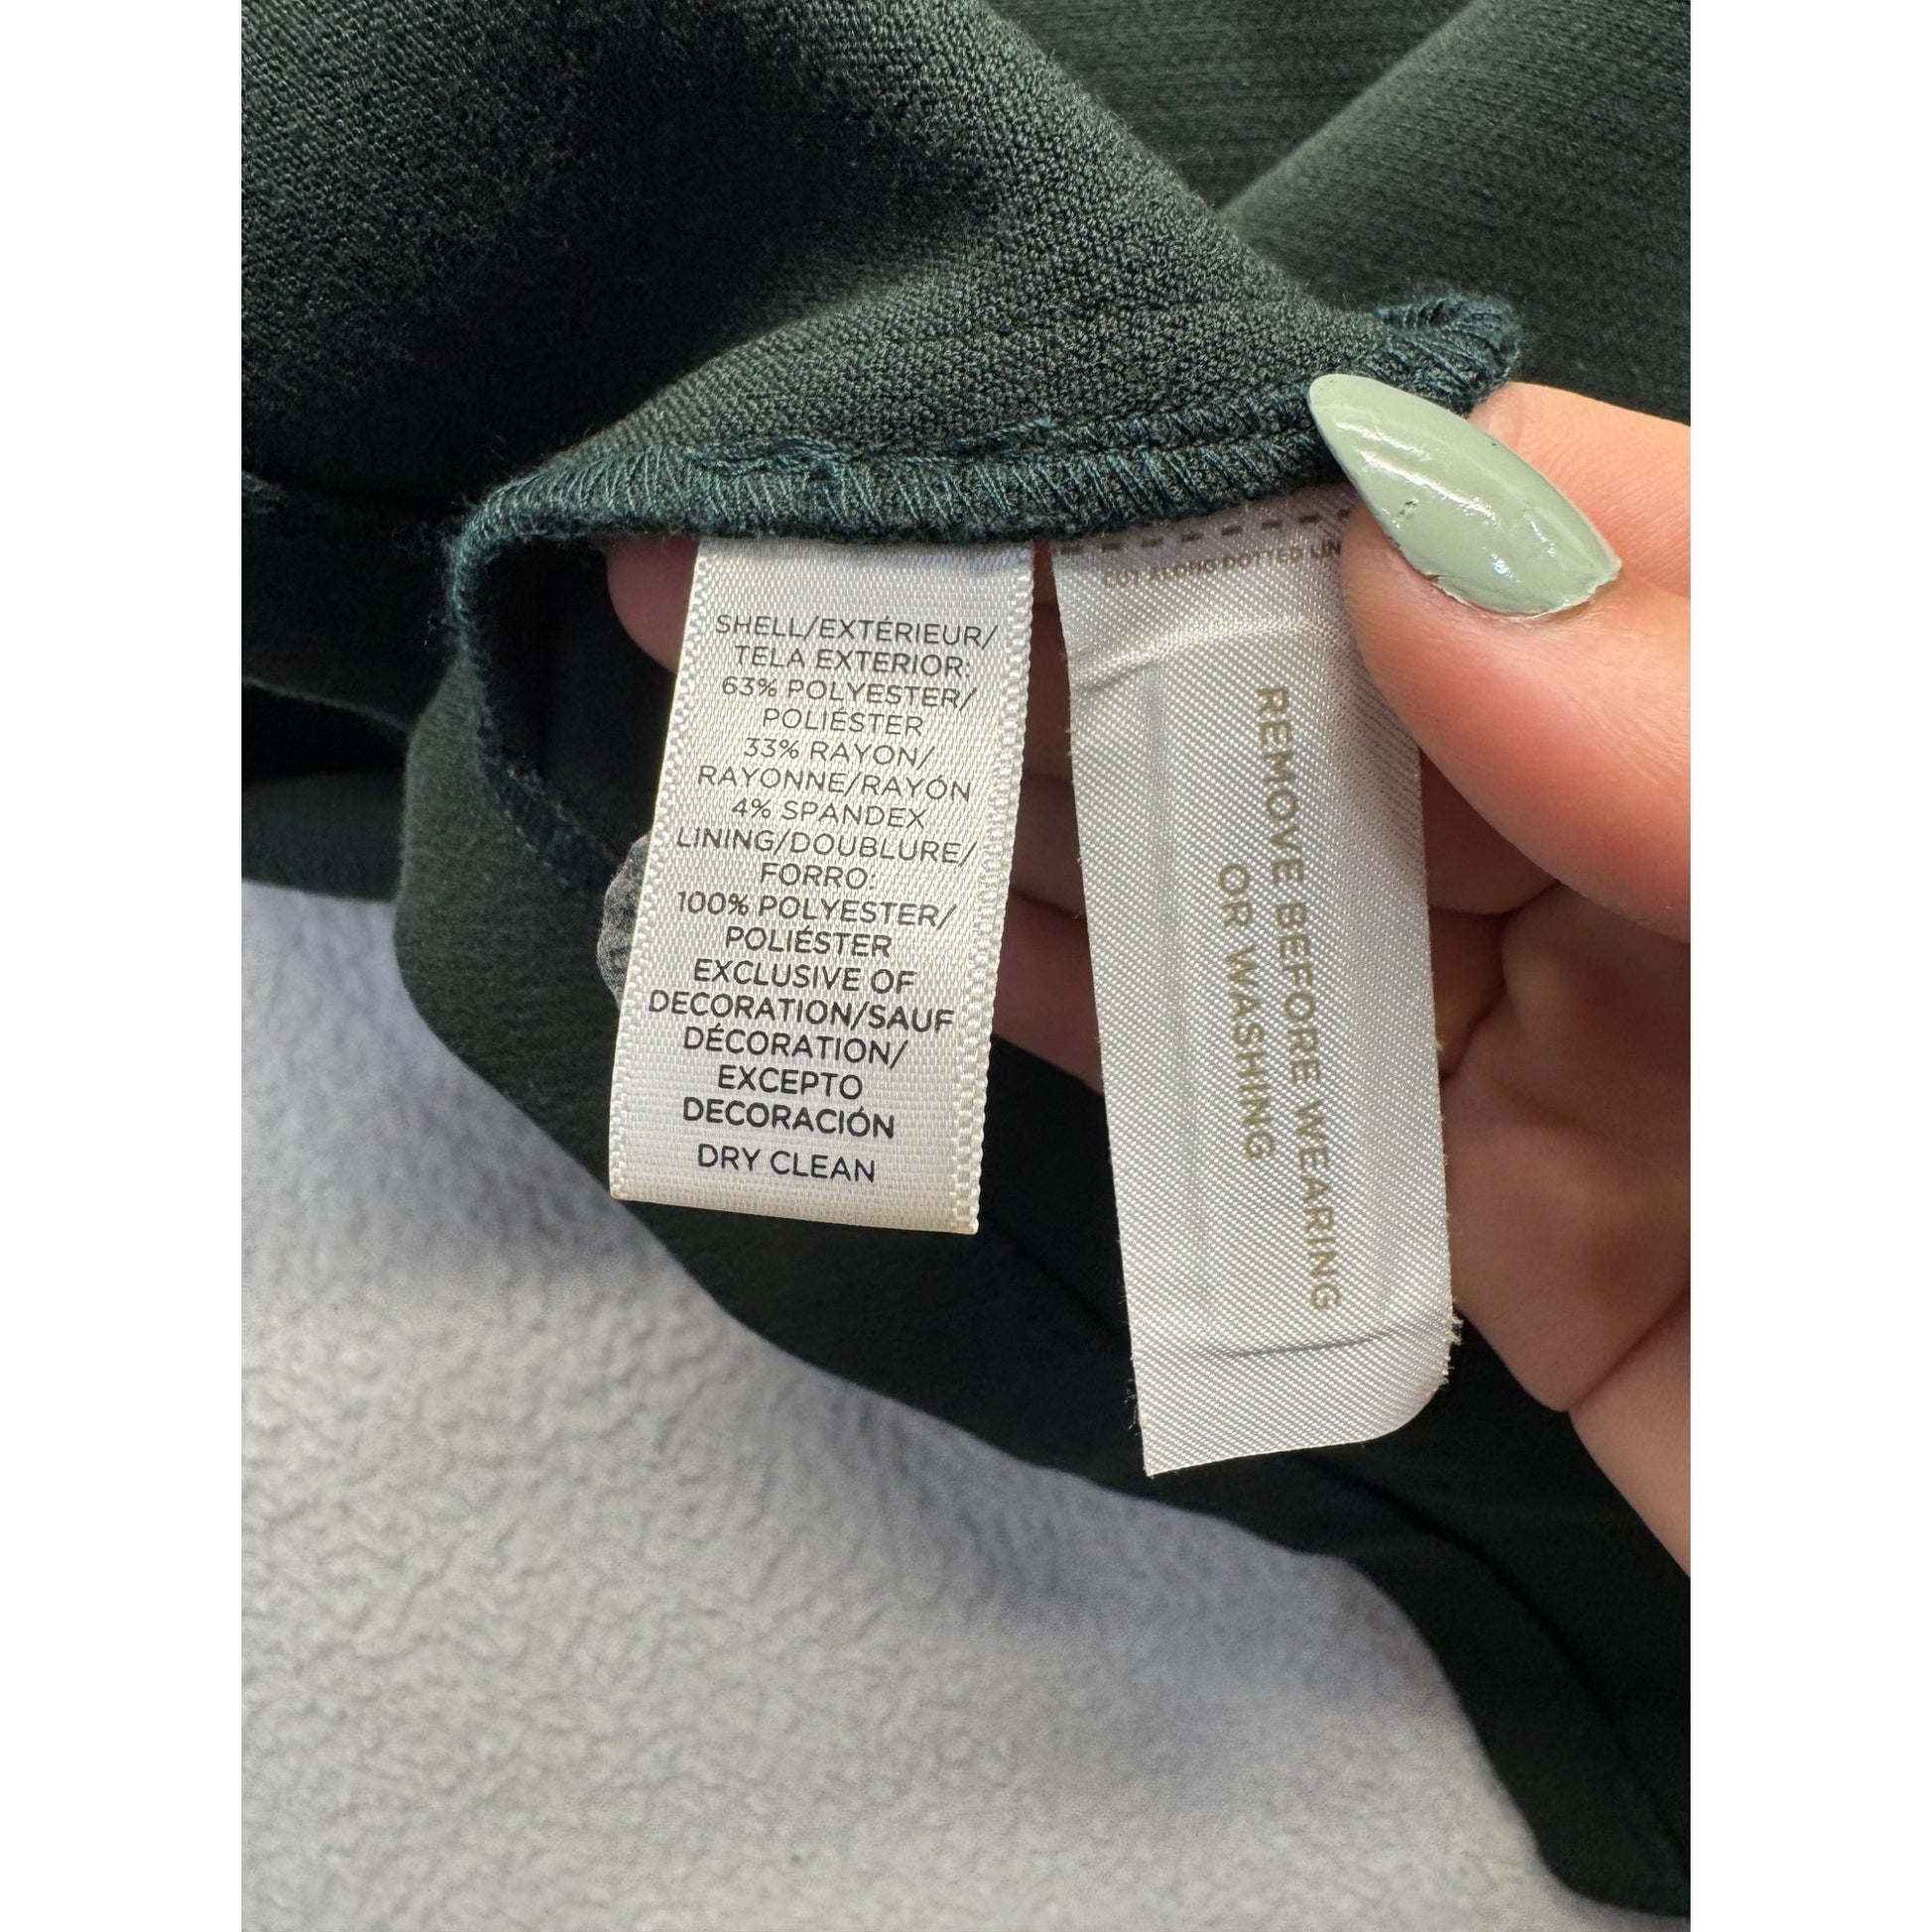 SHELL/EXTÉRIEUR/
TELA EXTERIOR:
63% POLYESTER/
POLIÉSTER
33% RAYON/
RAYONNE/RAYÓN
4% SPANDEX
LINING/DOUBLURE/
FORRO:
100% POLYESTER/
POLIÉSTER
EXCLUSIVE OF
DECORATION/SAUF
DÉCORATION/
EXCEPTO
DECORACIÓN
DRY CLEAN
CUT ALONG DOTTED LIN
REMOVE BEFORE WEARING
OR WASHING